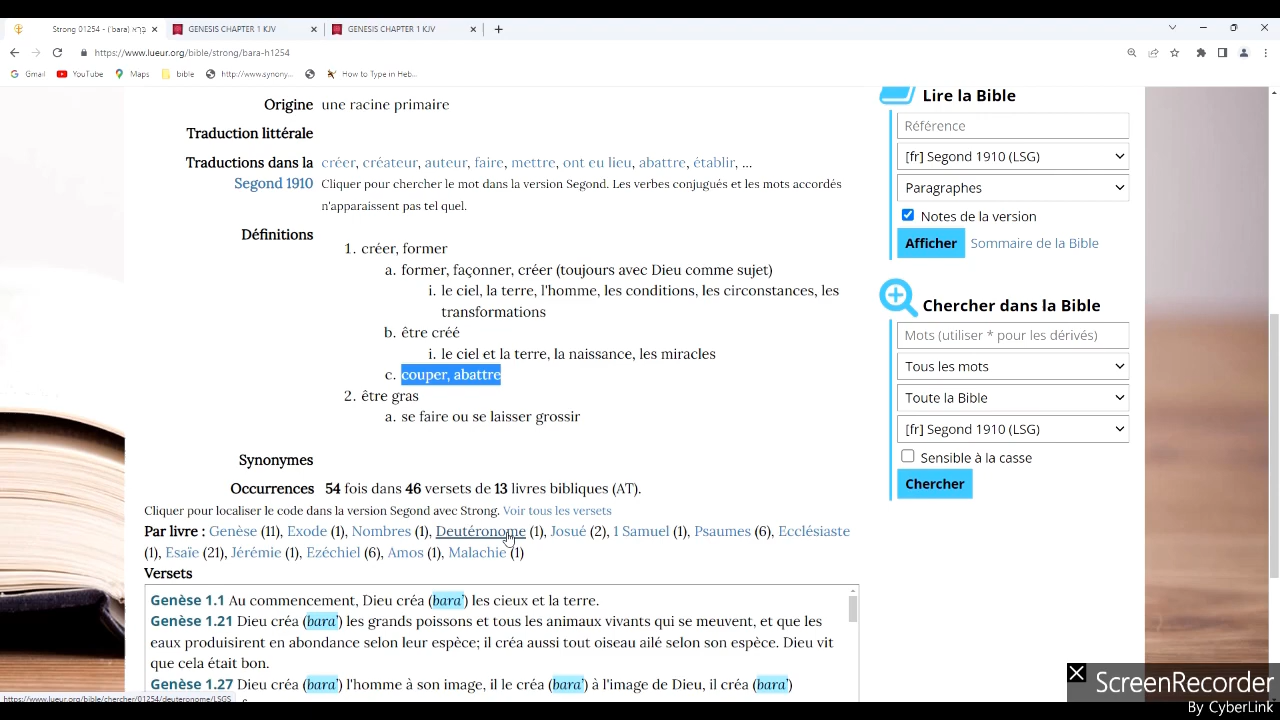 Strong 01254 - ('bara) בָּרָא
GENESIS CHAPTER 1 KJV
GENESIS CHAPTER 1 KJV
https://www.lueur.org/bible/strong/bara-h1254
Gmail YouTube Maps bible http://www.synony... How to Type in Heb...
Origine une racine primaire
Traduction littérale
Traductions dans la Segond 1910 créer, créateur, auteur, faire, mettre, ont eu lieu, abattre, établir, ...
Cliquer pour chercher le mot dans la version Segond. Les verbes conjugués et les mots accordés
n'apparaissent pas tel quel.
Définitions
1. créer, former
a. former, façonner, créer (toujours avec Dieu comme sujet)
i. le ciel, la terre, l'homme, les conditions, les circonstances, les
transformations
b. être créé
i. le ciel et la terre, la naissance, les miracles
c. couper, abattre
2. être gras
a. se faire ou se laisser grossir
Synonymes
Occurrences 54 fois dans 46 versets de 13 livres bibliques (AT).
Cliquer pour localiser le code dans la version Segond avec Strong. Voir tous les versets
Par livre : Genèse (11), Exode (1), Nombres (1), Deutéronome (1), Josué (2), 1 Samuel (1), Psaumes (6), Ecclésiaste
(1), Esaïe (21), Jérémie (1), Ezéchiel (6), Amos (1), Malachie (1)
Versets
Genèse 1.1 Au commencement, Dieu créa (bara') les cieux et la terre.
Genèse 1.21 Dieu créa (bara') les grands poissons et tous les animaux vivants qui se meuvent, et que les
eaux produisirent en abondance selon leur espèce; il créa aussi tout oiseau ailé selon son espèce. Dieu vit
que cela était bon.
Genèse 1.27 Dieu créa (bara') l'homme à son image, il le créa (bara') à l'image de Dieu, il créa (bara')
https://www.lueur.org/bible/chercher/01254/deuteronome/LSGS
Lire la Bible
Référence
[fr] Segond 1910 (LSG)
Paragraphes
Notes de la version
Afficher Sommaire de la Bible
Chercher dans la Bible
Mots (utiliser * pour les dérivés)
Tous les mots
Toute la Bible
[fr] Segond 1910 (LSG)
Sensible à la casse
Chercher
ScreenRecorder
By CyberLink